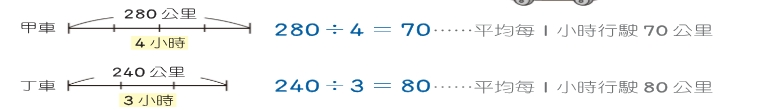 280 公里
甲車
4 小時
280 ÷ 4 = 70……平均每 1 小時行駛 70 公里
240 公里
丁車
3 小時
240 ÷ 3 = 80……平均每 1 小時行駛 80 公里